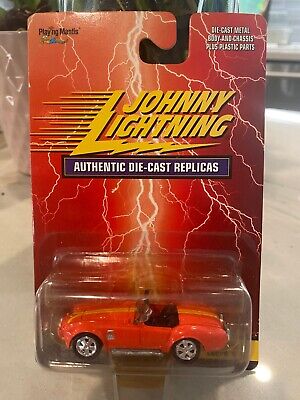 Playing Mantis
DIE-CAST METAL
BODY AND CHASSIS
PLUS PLASTIC PARTS
JOHNNY
LIGHTNING
AUTHENTIC DIE-CAST REPLICAS